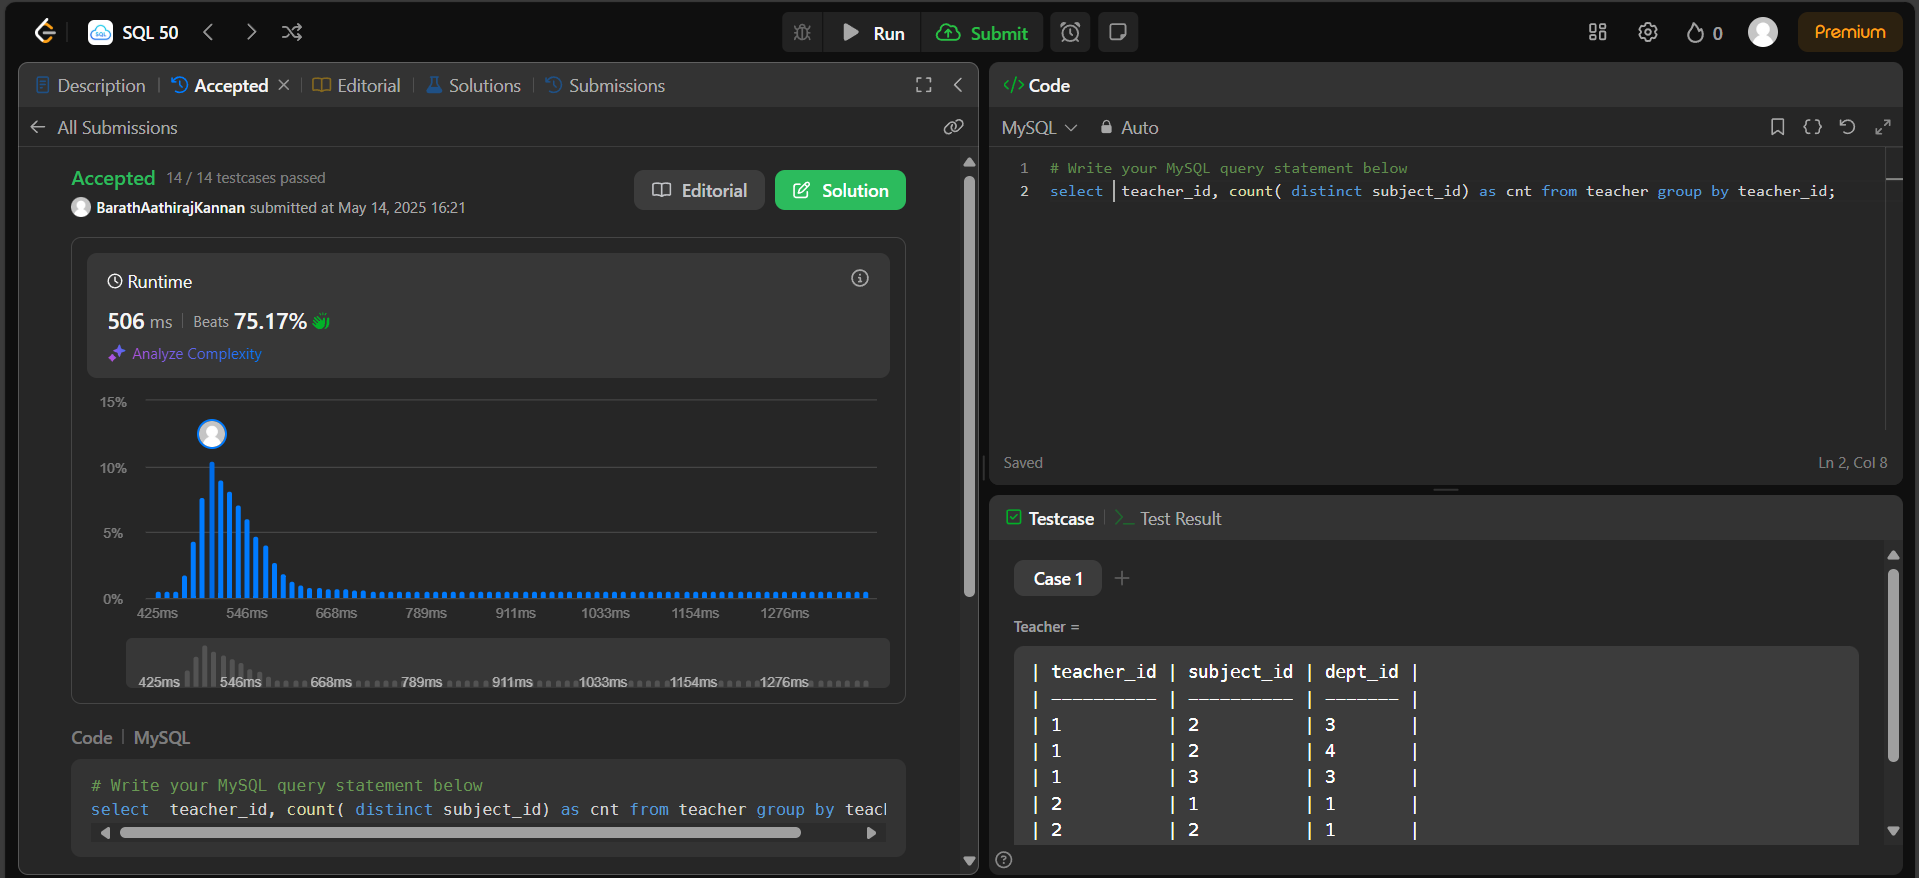 SQL 50
Run
Submit
0
Premium
Description
Accepted
Editorial
Solutions
Submissions
All Submissions
Accepted 14 / 14 testcases passed
BarathAathirajKannan submitted at May 14, 2025 16:21
Editorial
Solution
Runtime
506 ms Beats 75.17%
Analyze Complexity
15%
10%
5%
0%
425ms 546ms 668ms 789ms 911ms 1033ms 1154ms 1276ms
425ms 546ms 668ms 789ms 911ms 1033ms 1154ms 1276ms
Code | MySQL
# Write your MySQL query statement below
select  teacher_id, count( distinct subject_id) as cnt from teacher group by teach
</> Code
MySQL Auto
1 # Write your MySQL query statement below
2 select  teacher_id, count( distinct subject_id) as cnt from teacher group by teacher_id;
Saved
Ln 2, Col 8
Testcase
Test Result
Case 1
Teacher =
| teacher_id | subject_id | dept_id |
| ---------- | ---------- | ------- |
| 1 | 2 | 3 |
| 1 | 2 | 4 |
| 1 | 3 | 3 |
| 2 | 1 | 1 |
| 2 | 2 | 1 |